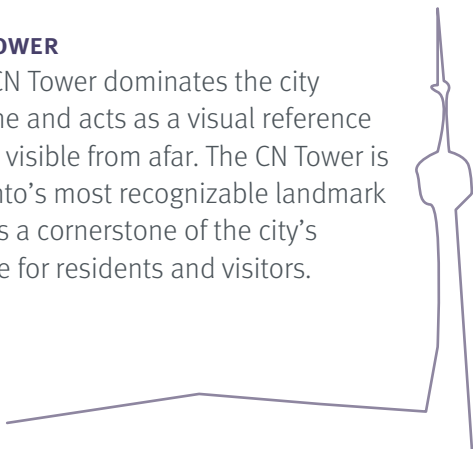 OWER
CN Tower dominates the city
ne and acts as a visual reference
visible from afar. The CN Tower is
nto’s most recognizable landmark
s a cornerstone of the city’s
e for residents and visitors.